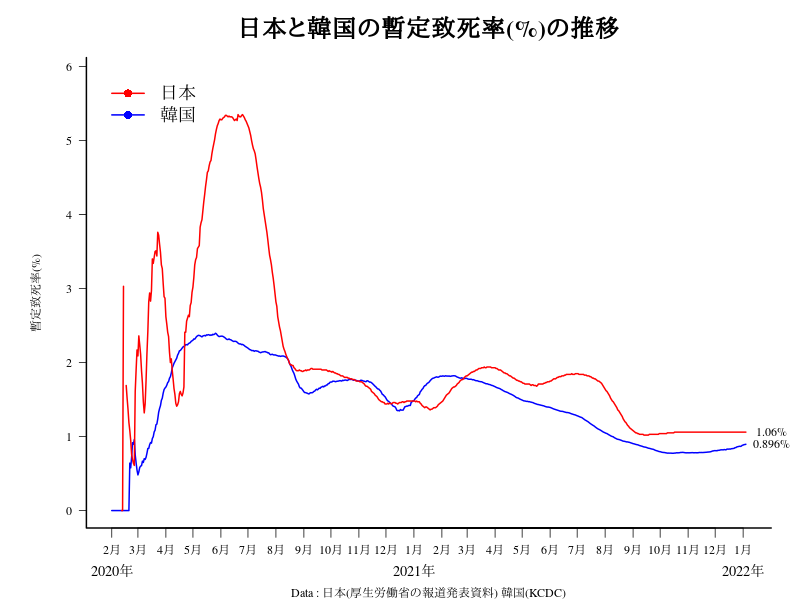 日本と韓国の暫定致死率(%)の推移
6
日本
韓国
5
4
3
暫定致死率(%)
2
1
1.06%
0.896%
0
2月 3月 4月 5月 6月 7月 8月 9月 10月 11月 12月 1月 2月 3月 4月 5月 6月 7月 8月 9月 10月 11月 12月 1月
2020年 2021年 2022年
Data : 日本(厚生労働省の報道発表資料) 韓国(KCDC)